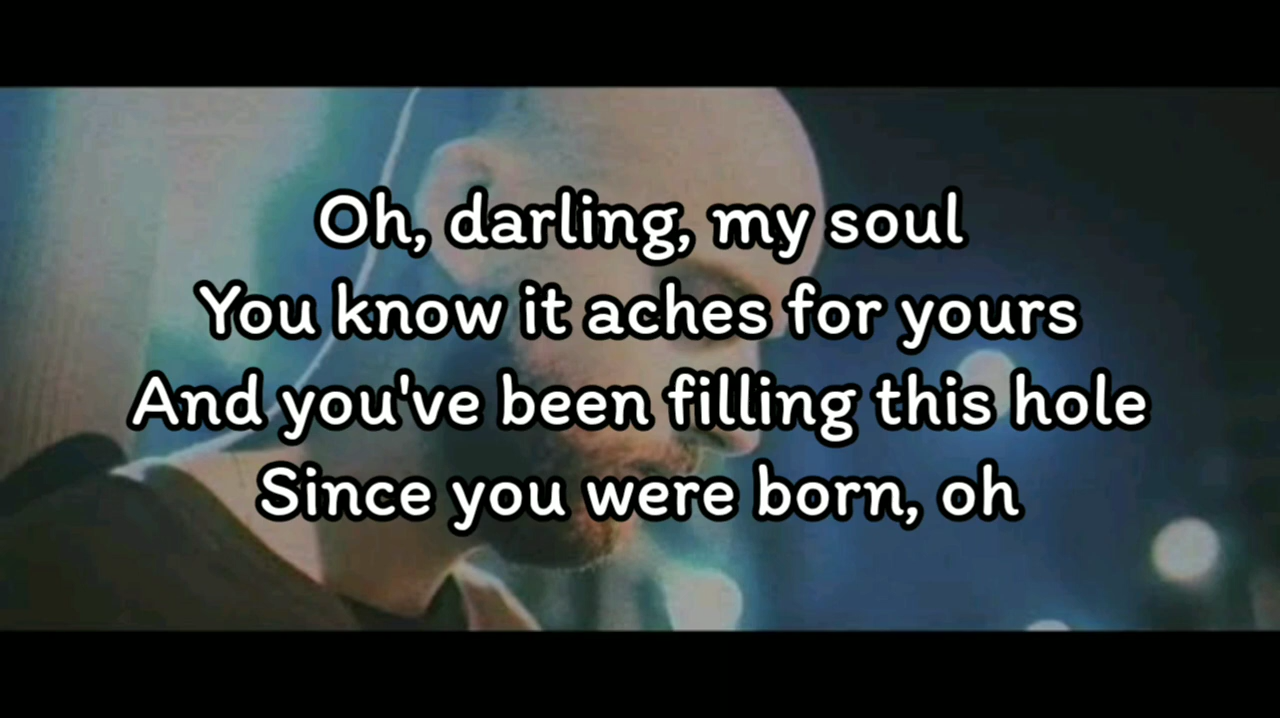 Oh, darling, my soul
You know it aches for yours
And you've been filling this hole
Since you were born, oh